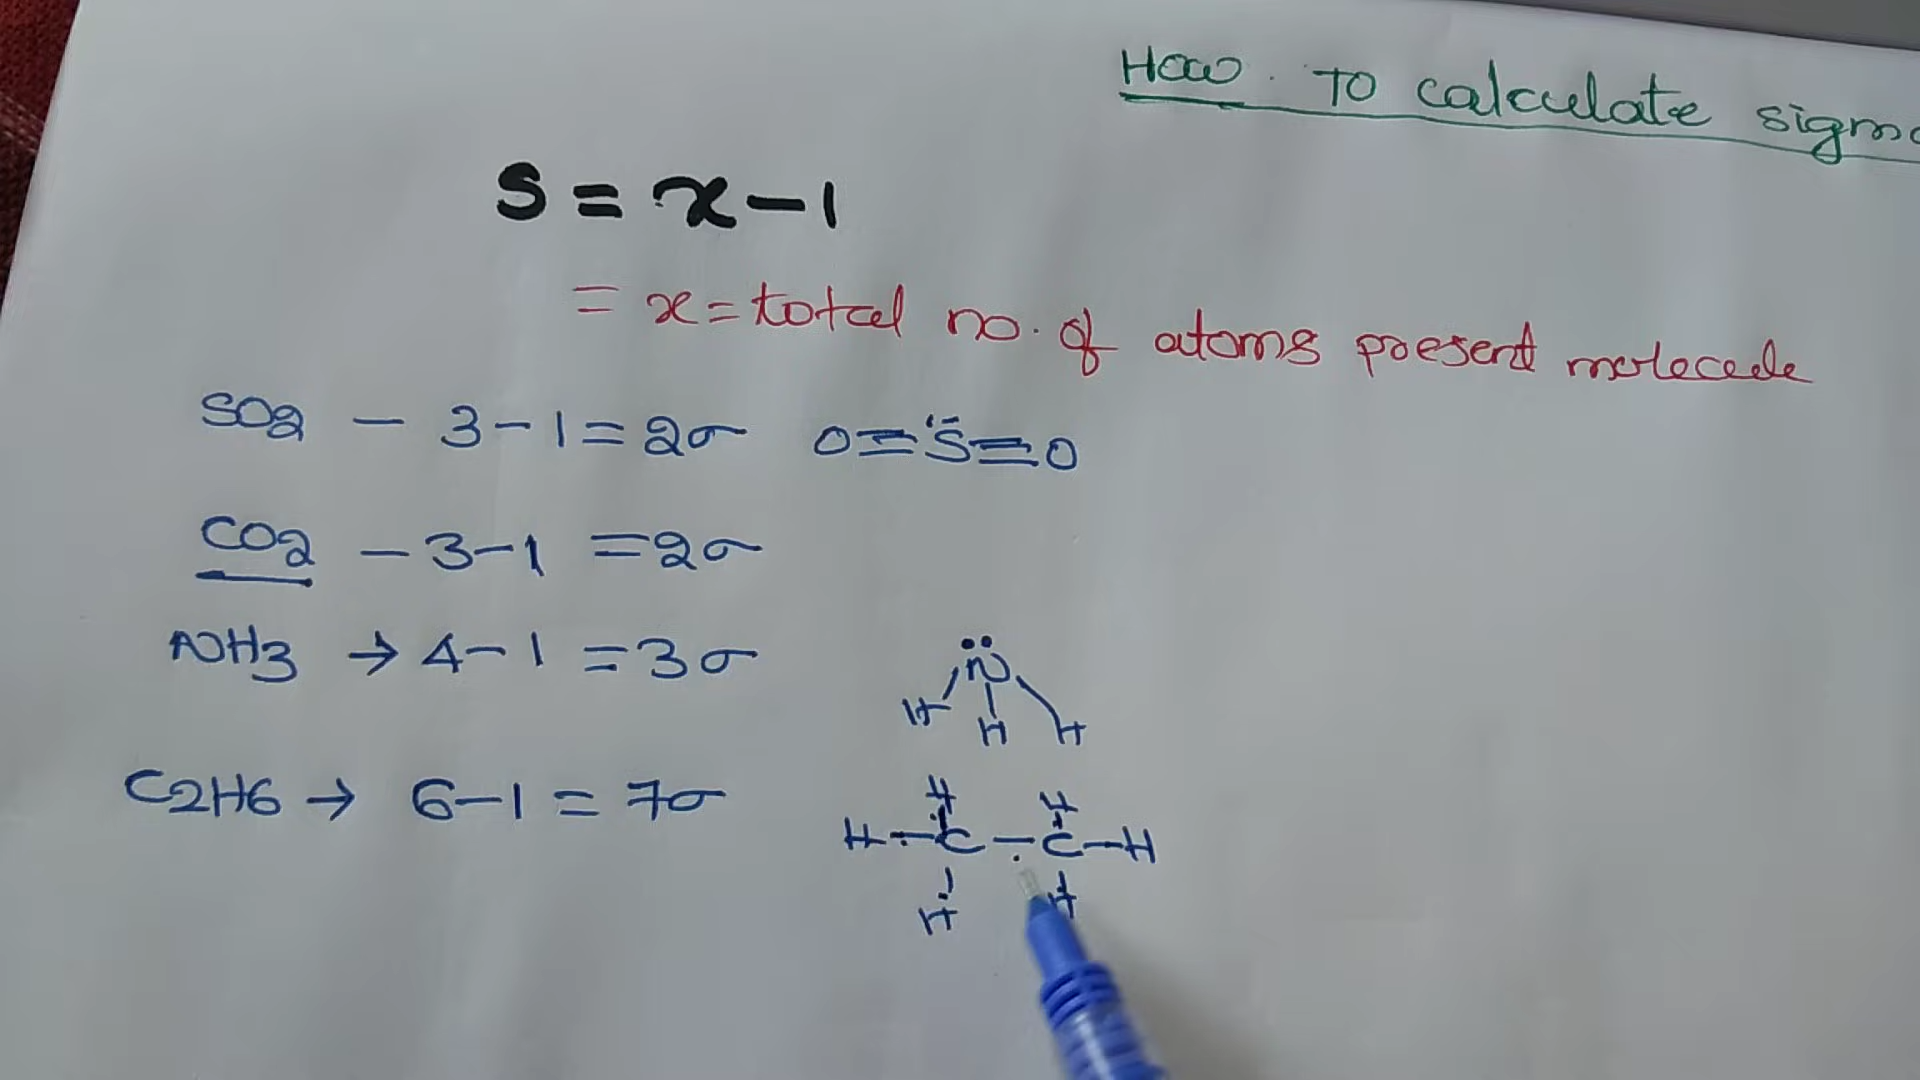 How To calculate sigma
S = x - 1
= x = total no. of atoms present molecule
SO2 - 3-1 = 2σ O=S=O
CO2 - 3-1 = 2σ
NH3 → 4-1 = 3σ
N
H H H
C2H6 → 6-1 = 7σ
H H
H-C-C-H
H H